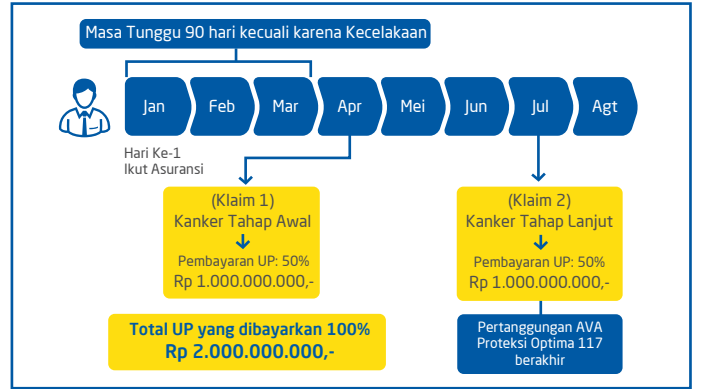 Masa Tunggu 90 hari kecuali karena Kecelakaan
Jan Feb Mar Apr Mei Jun Jul Agt
Hari Ke-1
Ikut Asuransi
(Klaim 1)
Kanker Tahap Awal
Pembayaran UP: 50%
Rp 1.000.000.000,-
(Klaim 2)
Kanker Tahap Lanjut
Pembayaran UP: 50%
Rp 1.000.000.000,-
Total UP yang dibayarkan 100%
Rp 2.000.000.000,-
Pertanggungan AVA
Proteksi Optima 117
berakhir